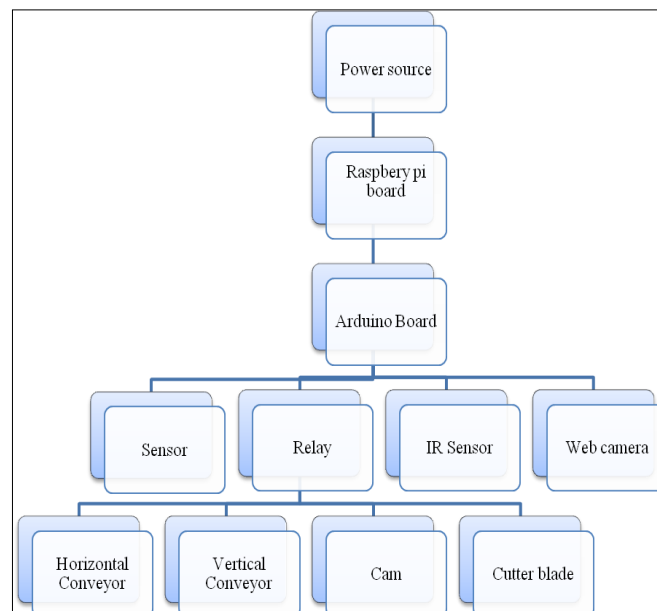 Power source
Raspbery pi
board
Arduino Board
Sensor
Relay
IR Sensor
Web camera
Horizontal
Conveyor
Vertical
Conveyor
Cam
Cutter blade